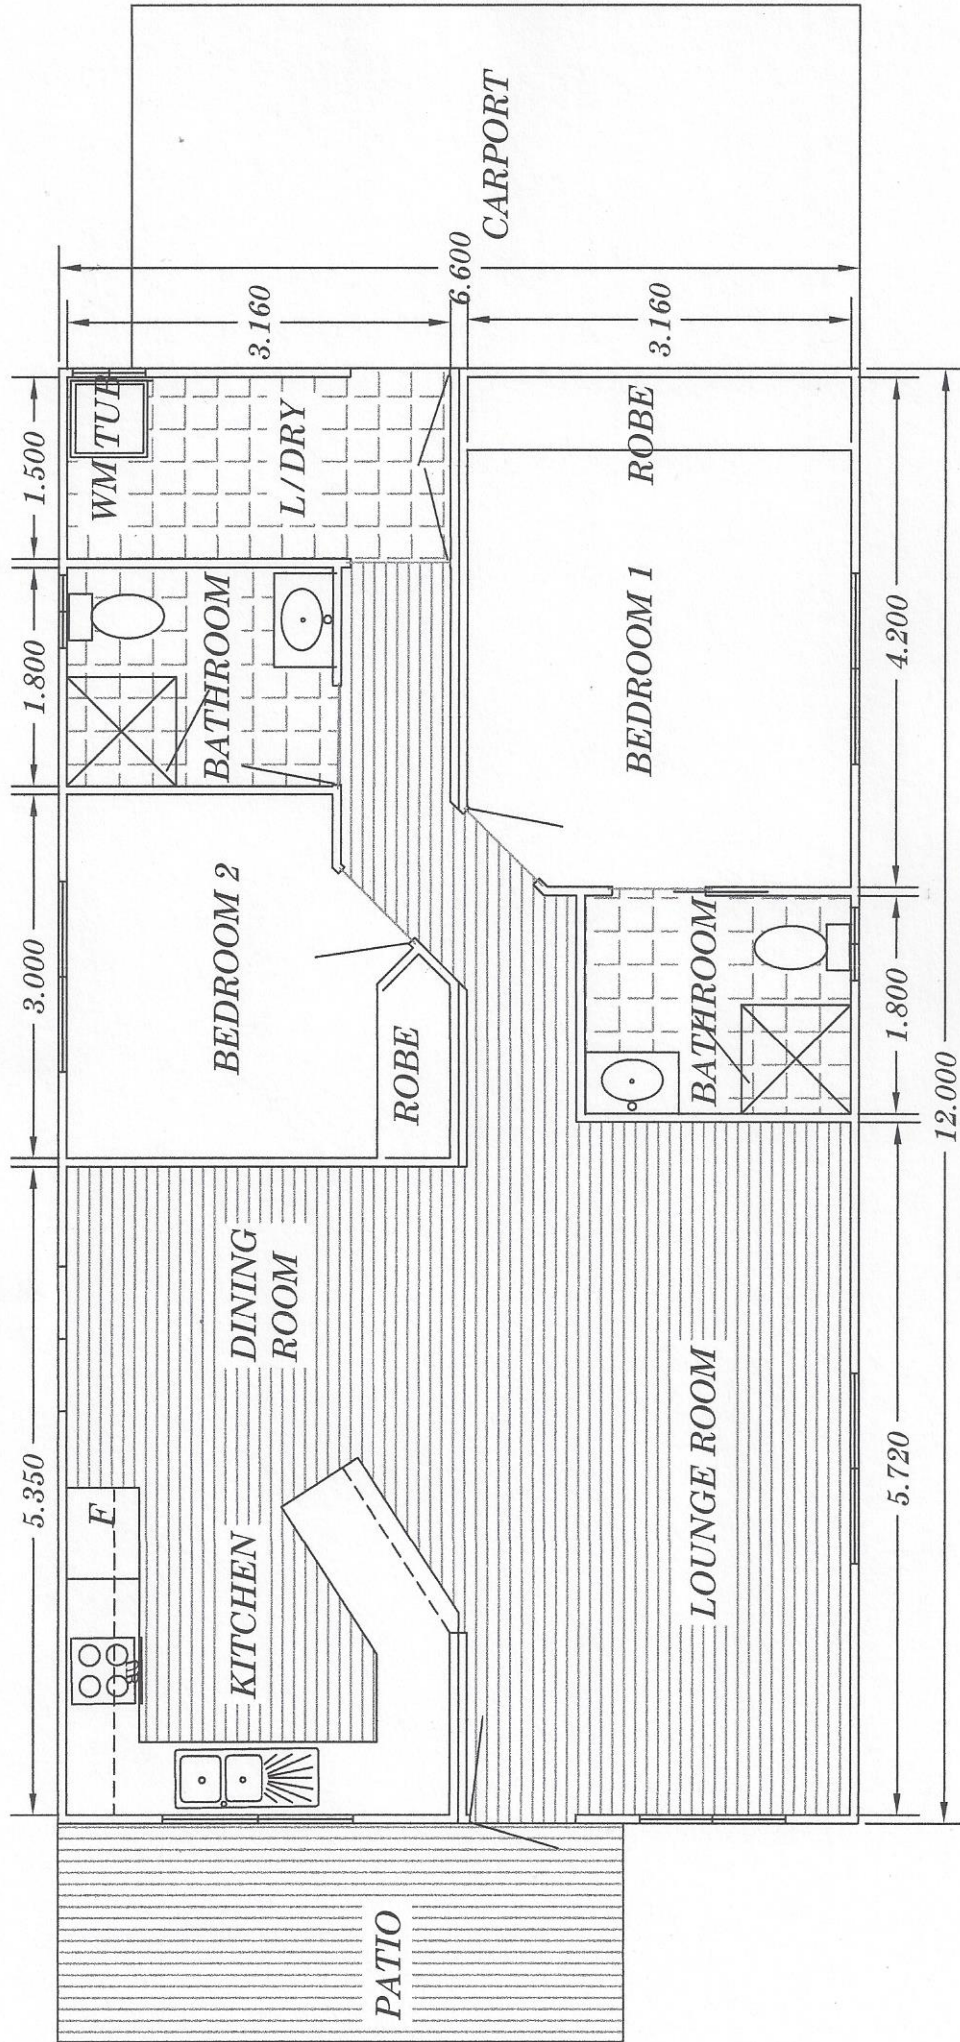 5.350
3.000
1.800
1.500
F
KITCHEN
DINING
ROOM
BEDROOM 2
ROBE
BATHROOM
WM TUB
L/DRY
3.160
6.600
3.160
CARPORT
PATIO
LOUNGE ROOM
BATHROOM
BEDROOM 1
ROBE
5.720
1.800
4.200
12.000